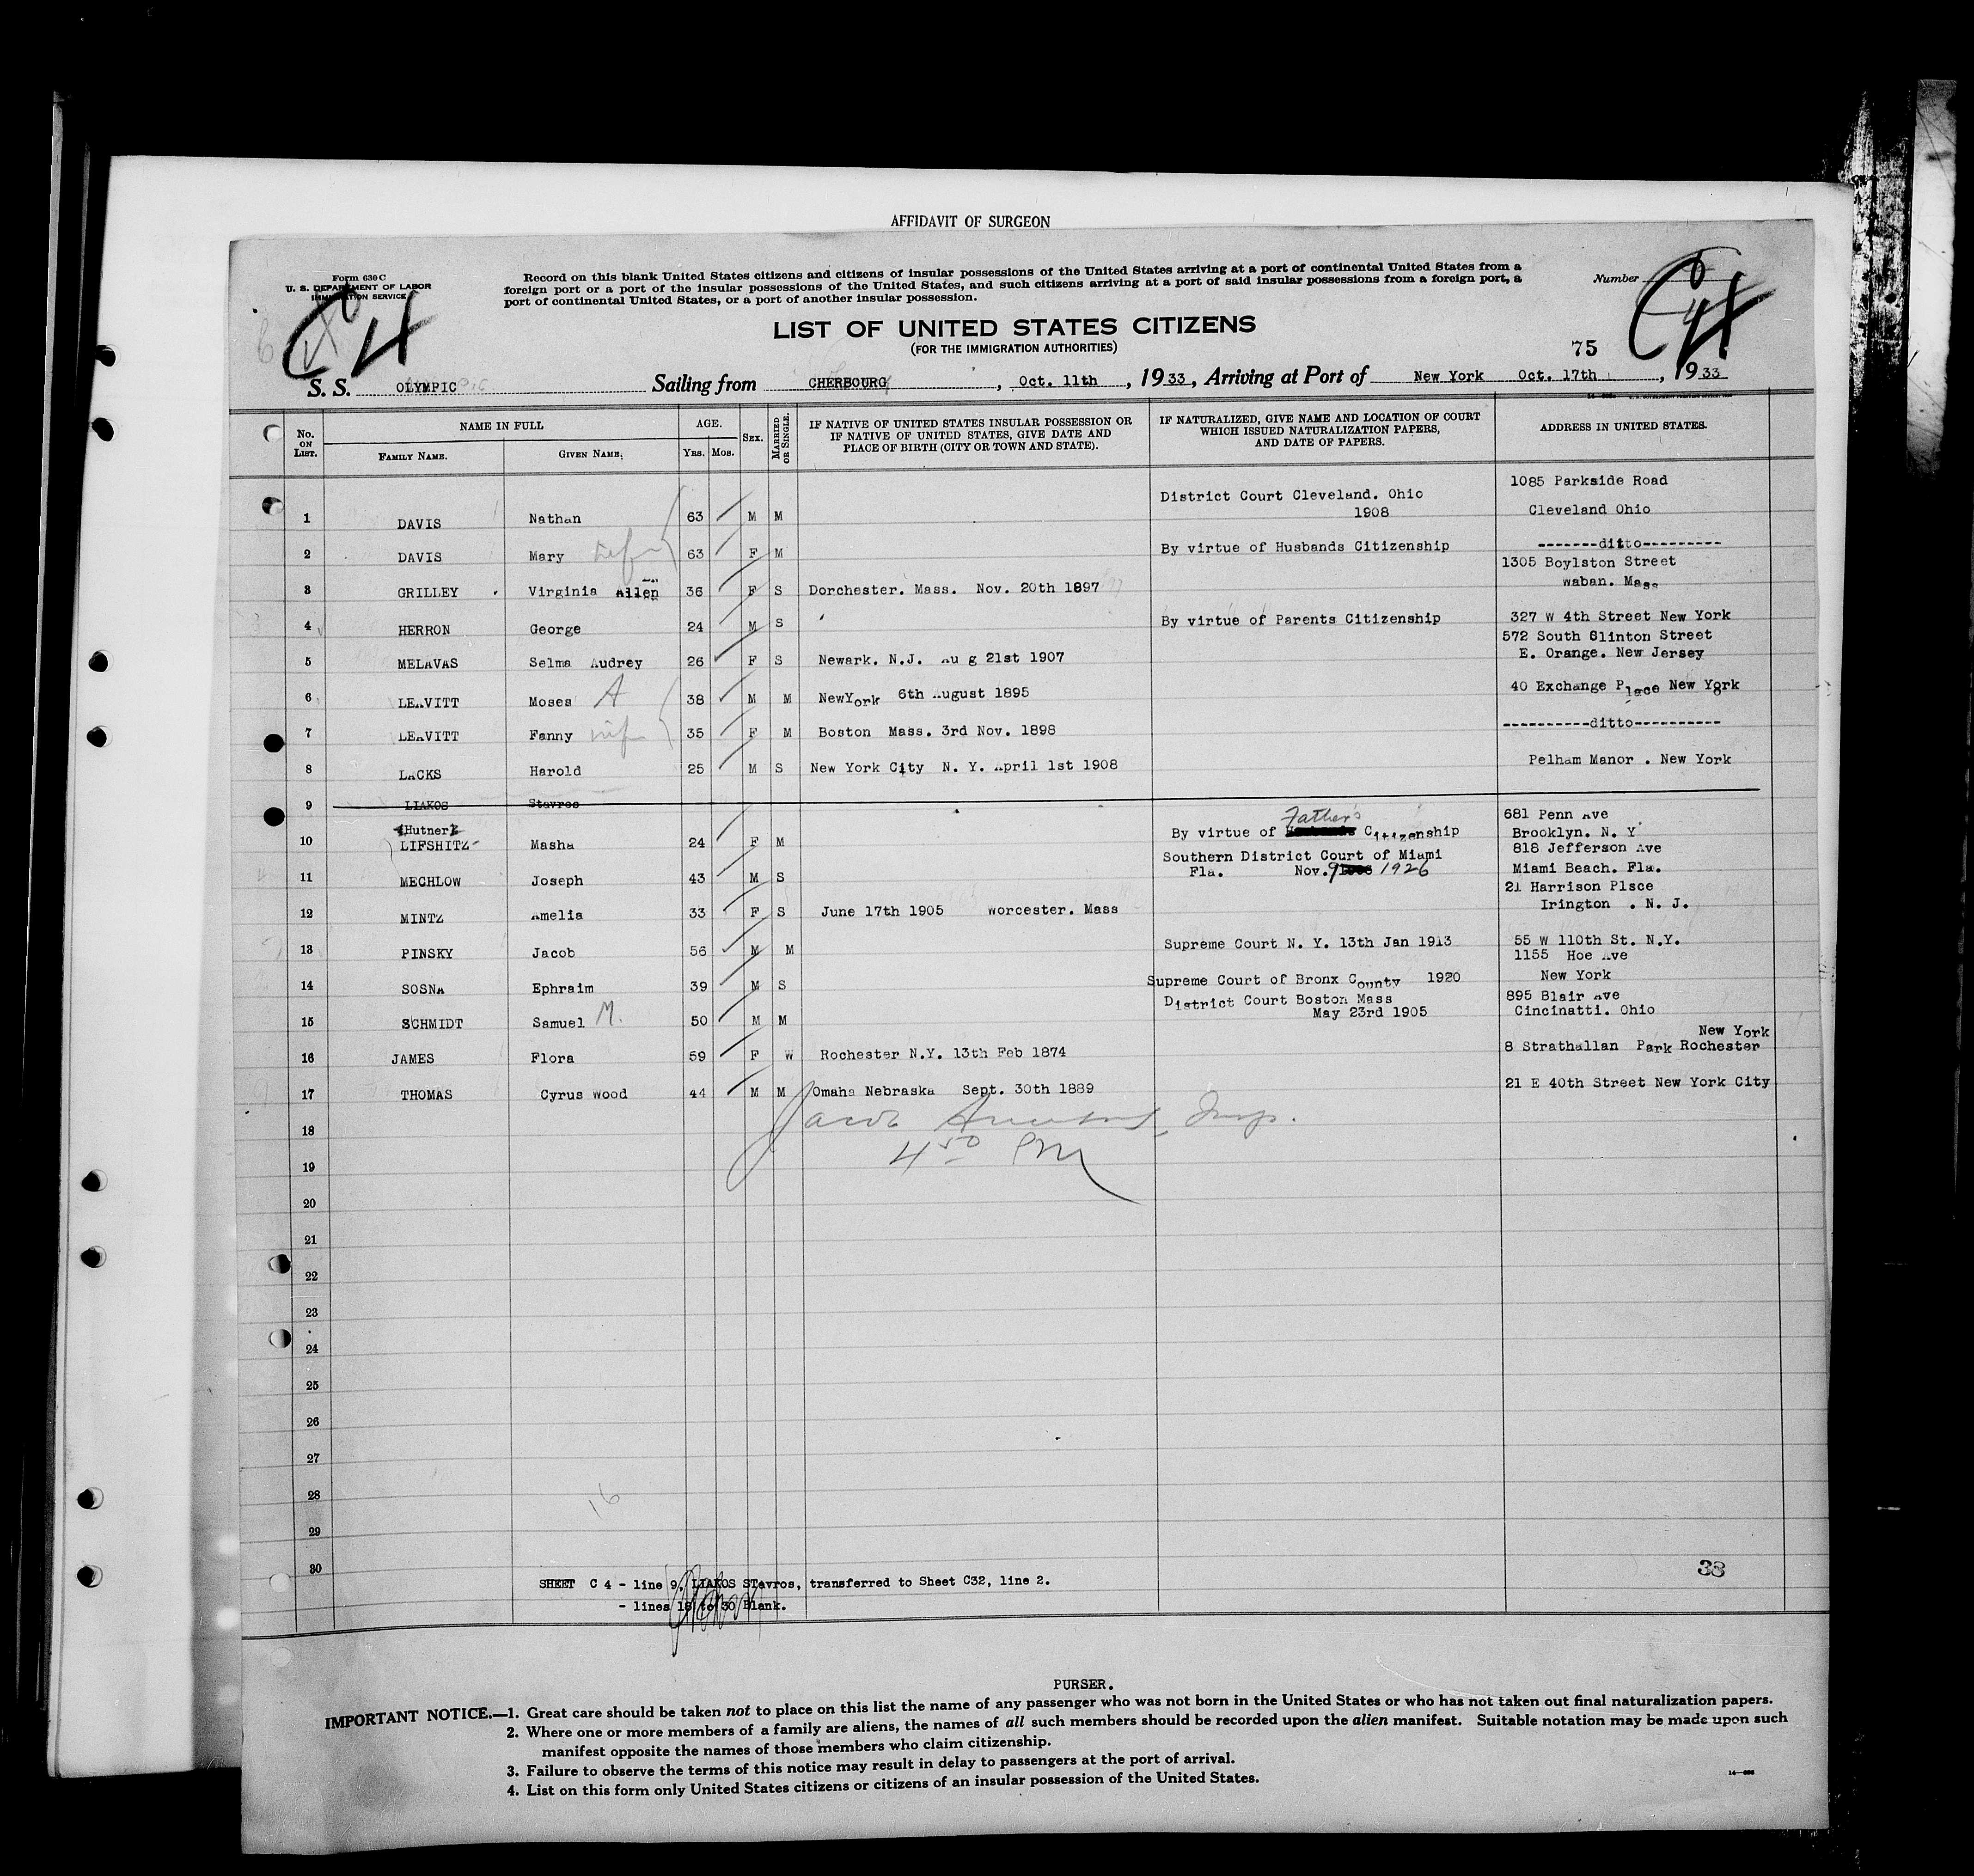 AFFIDAVIT OF SURGEON
Form 630 C
U. S. DEPARTMENT OF LABOR
IMMIGRATION SERVICE
Record on this blank United States citizens and citizens of insular possessions of the United States arriving at a port of continental United States from a
foreign port or a port of the insular possessions of the United States, and such citizens arriving at a port of said insular possessions from a foreign port, a
port of continental United States, or a port of another insular possession.
Number
C4
C4
LIST OF UNITED STATES CITIZENS
(FOR THE IMMIGRATION AUTHORITIES)
75
S. S. OLYMPIC Sailing from CHERBOURG, Oct. 11th, 1933, Arriving at Port of New York Oct. 17th, 1933
No. ON LIST. NAME IN FULL FAMILY NAME. GIVEN NAME. AGE. YRS. MOS. SEX. MARRIED OR SINGLE. IF NATIVE OF UNITED STATES INSULAR POSSESSION OR IF NATIVE OF UNITED STATES, GIVE DATE AND PLACE OF BIRTH (CITY OR TOWN AND STATE). IF NATURALIZED, GIVE NAME AND LOCATION OF COURT WHICH ISSUED NATURALIZATION PAPERS, AND DATE OF PAPERS. ADDRESS IN UNITED STATES.
1 DAVIS Nathan 63 M M District Court Cleveland. Ohio 1908 1085 Parkside Road Cleveland Ohio
2 DAVIS Mary wife 63 F M By virtue of Husbands Citizenship -------ditto---------
3 GRILLEY Virginia Allen 36 F S Dorchester. Mass. Nov. 20th 1897 1305 Boylston Street waban. Mass
4 HERRON George 24 M S By virtue of Parents Citizenship 327 W 4th Street New York
5 MELAVAS Selma Audrey 26 F S Newark. N.J. Au g 21st 1907 572 South Clinton Street E. Orange. New Jersey
6 LEAVITT Moses A 38 M M NewYork 6th August 1895 40 Exchange Place New York
7 LEAVITT Fanny wife 35 F M Boston Mass. 3rd Nov. 1898 ----------ditto----------
8 LACKS Harold 25 M S New York City N. Y. April 1st 1908 Pelham Manor . New York
9 LIAKOS Stavros
10 (Hutner) LIFSHITZ Masha 24 F M By virtue of Father's Citizenship 681 Penn Ave Brooklyn. N. Y
11 MECHLOW Joseph 43 M S Southern District Court of Miami Fla. Nov. 9 1926 818 Jefferson Ave Miami Beach. Fla.
12 MINTZ Amelia 33 F S June 17th 1905 Worcester. Mass 21 Harrison Plsce Irington . N. J.
13 PINSKY Jacob 56 M M Supreme Court N. Y. 13th Jan 1913 55 W 110th St. N.Y.
14 SOSNA Ephraim 39 M S Supreme Court of Bronx County 1920 1155 Hoe Ave New York
15 SCHMIDT Samuel M. 50 M M District Court Boston Mass May 23rd 1905 895 Blair Ave Cincinatti. Ohio
16 JAMES Flora 59 F W Rochester N.Y. 13th Feb 1874 8 Strathallan Park Rochester New York
17 THOMAS Cyrus Wood 44 M M Omaha Nebraska Sept. 30th 1889 21 E 40th Street New York City
18 Jacob Insp.
19 4 50 PM
20
21
22
23
24
25
26
27
28
16
29
30
38
SHEET C 4 - line 9, LIAKOS STavros, transferred to Sheet C32, line 2.
- lines 18 to 30 Blank.
PURSER.
IMPORTANT NOTICE.—1. Great care should be taken not to place on this list the name of any passenger who was not born in the United States or who has not taken out final naturalization papers.
2. Where one or more members of a family are aliens, the names of all such members should be recorded upon the alien manifest. Suitable notation may be made upon such
manifest opposite the names of those members who claim citizenship.
3. Failure to observe the terms of this notice may result in delay to passengers at the port of arrival.
4. List on this form only United States citizens or citizens of an insular possession of the United States.